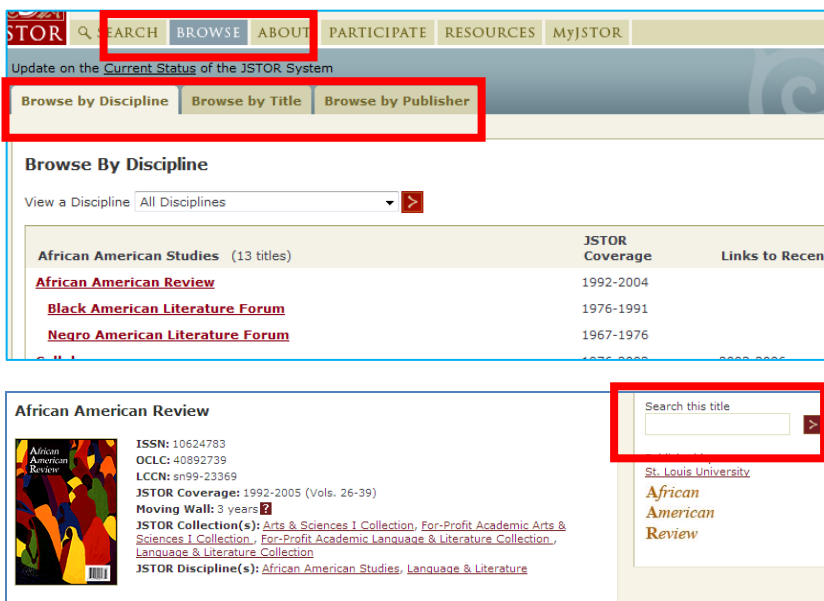 STOR SEARCH BROWSE ABOUT PARTICIPATE RESOURCES MyJSTOR
Update on the Current Status of the JSTOR System
Browse by Discipline Browse by Title Browse by Publisher
Browse By Discipline
View a Discipline All Disciplines
JSTOR
African American Studies (13 titles) Coverage Links to Recen
African American Review 1992-2004
Black American Literature Forum 1976-1991
Negro American Literature Forum 1967-1976
African American Review
Search this title
African
American
Review
ISSN: 10624783
OCLC: 40892739
LCCN: sn99-23369
JSTOR Coverage: 1992-2005 (Vols. 26-39)
Moving Wall: 3 years ?
JSTOR Collection(s): Arts & Sciences I Collection, For-Profit Academic Arts &
Sciences I Collection , For-Profit Academic Language & Literature Collection ,
Language & Literature Collection
JSTOR Discipline(s): African American Studies, Language & Literature
St. Louis University
African
American
Review